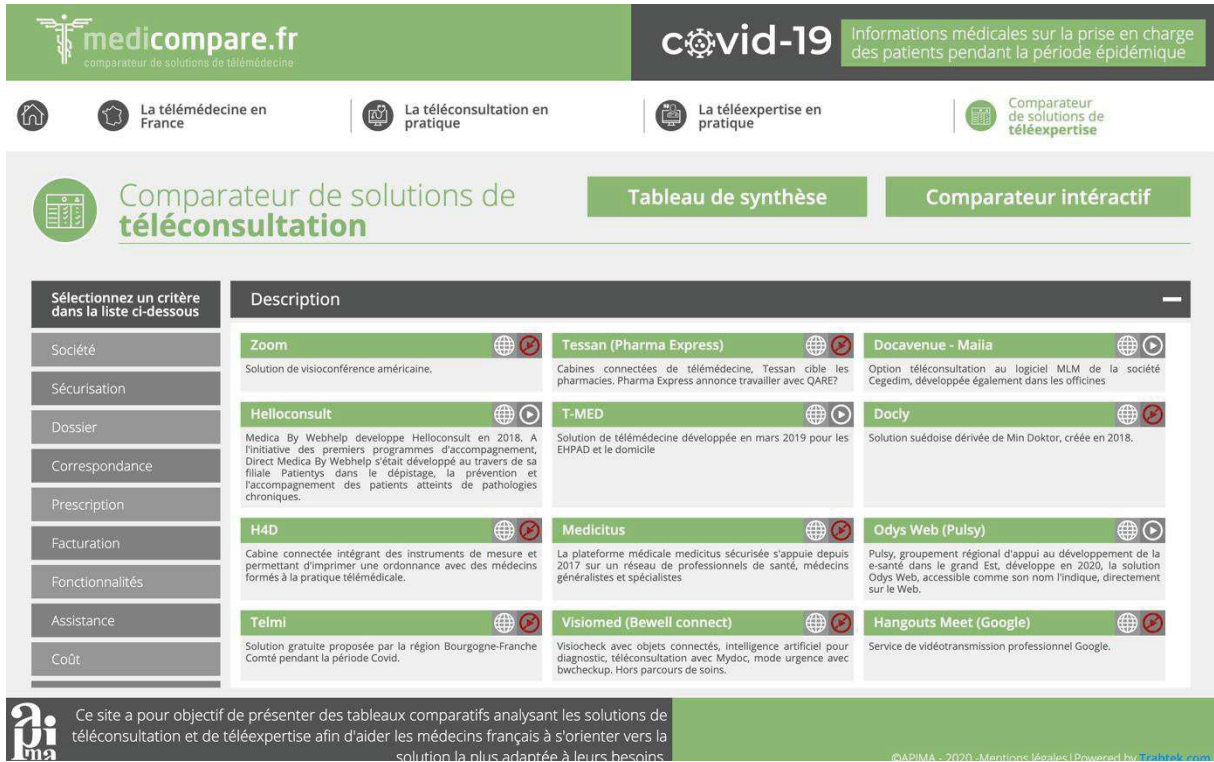 medicompare.fr
comparateur de solutions de télémédecine
covid-19
Informations médicales sur la prise en charge
des patients pendant la période épidémique
La télémédecine en
France
La téléconsultation en
pratique
La téléexpertise en
pratique
Comparateur
de solutions de
téléexpertise
Comparateur de solutions de
téléconsultation
Tableau de synthèse
Comparateur intéractif
Sélectionnez un critère
dans la liste ci-dessous
Société
Sécurisation
Dossier
Correspondance
Prescription
Facturation
Fonctionnalités
Assistance
Coût
Description
Zoom
Solution de visioconférence américaine.
Tessan (Pharma Express)
Cabines connectées de télémédecine, Tessan cible les
pharmacies. Pharma Express annonce travailler avec QARE?
Docavenue - Maiia
Option téléconsultation au logiciel MLM de la société
Cegedim, développée également dans les officines
Helloconsult
Medica By Webhelp developpe Helloconsult en 2018. A
l'initiative des premiers programmes d'accompagnement,
Direct Medica By Webhelp s'était développé au travers de sa
filiale Patientys dans le dépistage, la prévention et
l'accompagnement des patients atteints de pathologies
chroniques.
T-MED
Solution de télémédecine développée en mars 2019 pour les
EHPAD et le domicile
Docly
Solution suédoise dérivée de Min Doktor, créée en 2018.
H4D
Cabine connectée intégrant des instruments de mesure et
permettant d'imprimer une ordonnance avec des médecins
formés à la pratique télémédicale.
Medicitus
La plateforme médicale medicitus sécurisée s'appuie depuis
2017 sur un réseau de professionnels de santé, médecins
généralistes et spécialistes
Odys Web (Pulsy)
Pulsy, groupement régional d'appui au développement de la
e-santé dans le grand Est, développe en 2020, la solution
Odys Web, accessible comme son nom l'indique, directement
sur le Web.
Telmi
Solution gratuite proposée par la région Bourgogne-Franche
Comté pendant la période Covid.
Visiomed (Bewell connect)
Visiocheck avec objets connectés, intelligence artificiel pour
diagnostic, téléconsultation avec Mydoc, mode urgence avec
bwcheckup. Hors parcours de soins.
Hangouts Meet (Google)
Service de vidéotransmission professionnel Google.
apima
Ce site a pour objectif de présenter des tableaux comparatifs analysant les solutions de
téléconsultation et de téléexpertise afin d'aider les médecins français à s'orienter vers la
solution la plus adaptée à leurs besoins.
©APIMA - 2020 -Mentions légales|Powered by Trahtek.com